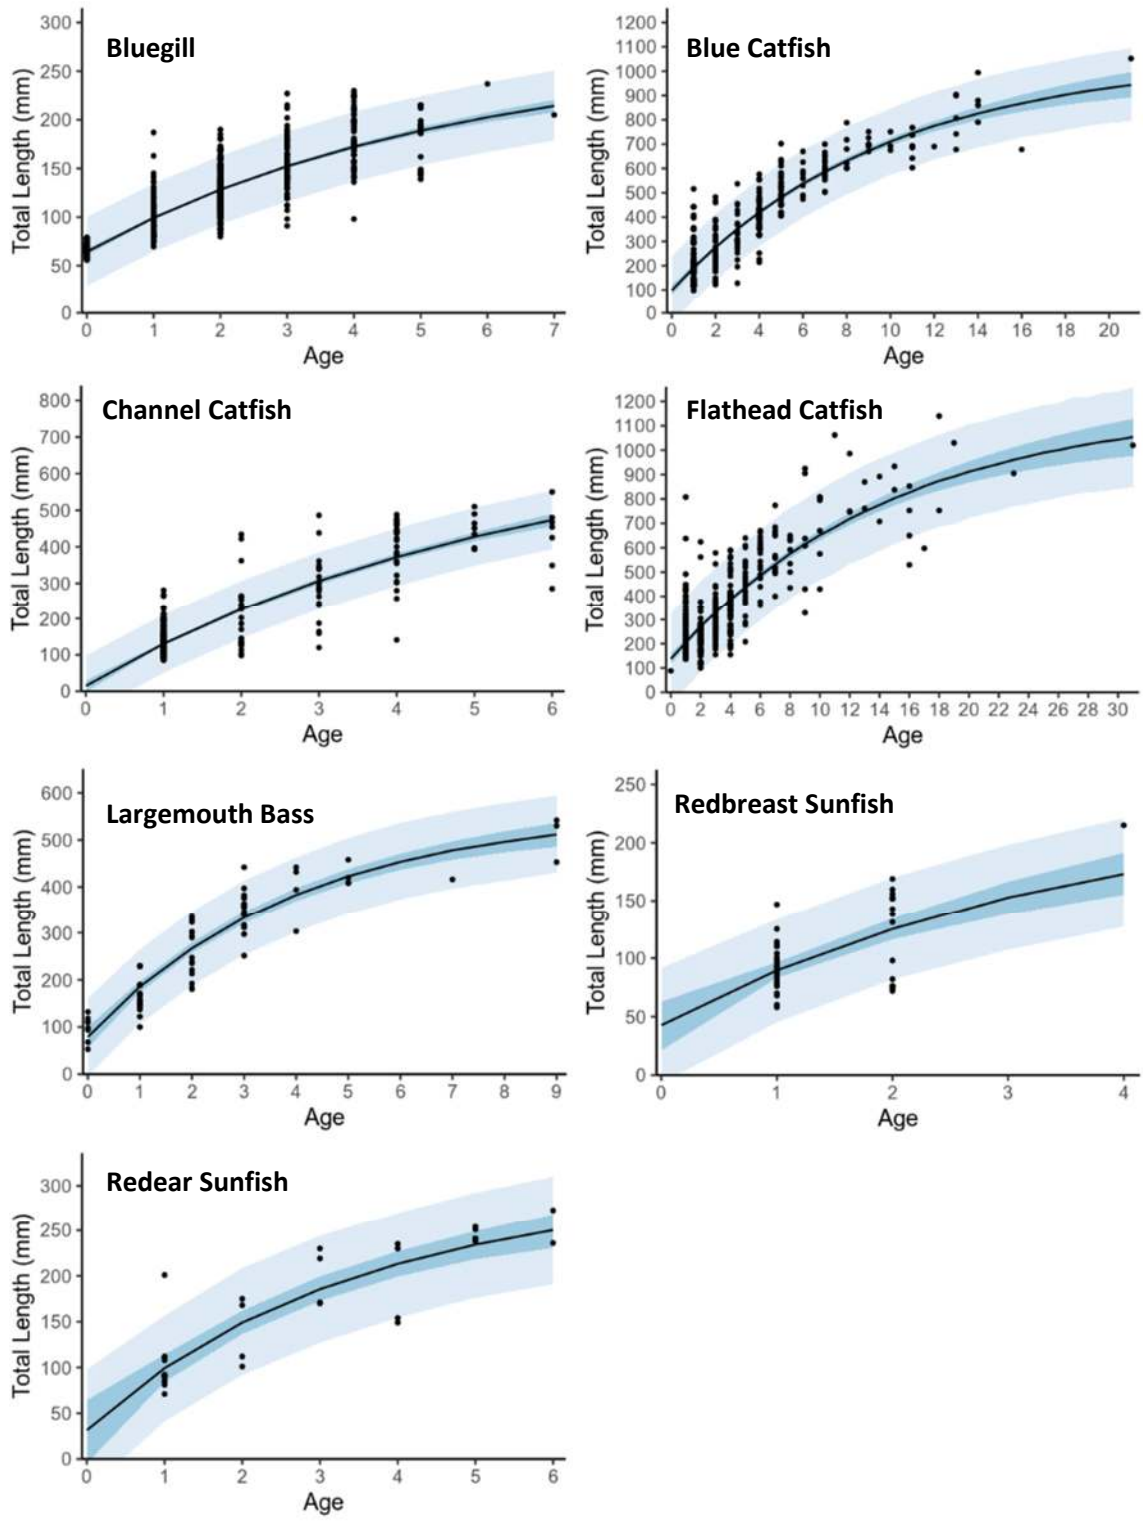 Bluegill
Total Length (mm)
300
250
200
150
100
50
0
0 1 2 3 4 5 6 7
Age
Blue Catfish
Total Length (mm)
1200
1100
1000
900
800
700
600
500
400
300
200
100
0
0 2 4 6 8 10 12 14 16 18 20
Age
Channel Catfish
Total Length (mm)
800
700
600
500
400
300
200
100
0
0 1 2 3 4 5 6
Age
Flathead Catfish
Total Length (mm)
1200
1100
1000
900
800
700
600
500
400
300
200
100
0
0 2 4 6 8 10 12 14 16 18 20 22 24 26 28 30
Age
Largemouth Bass
Total Length (mm)
600
500
400
300
200
100
0
0 1 2 3 4 5 6 7 8 9
Age
Redbreast Sunfish
Total Length (mm)
250
200
150
100
50
0
0 1 2 3 4
Age
Redear Sunfish
Total Length (mm)
300
250
200
150
100
50
0
0 1 2 3 4 5 6
Age